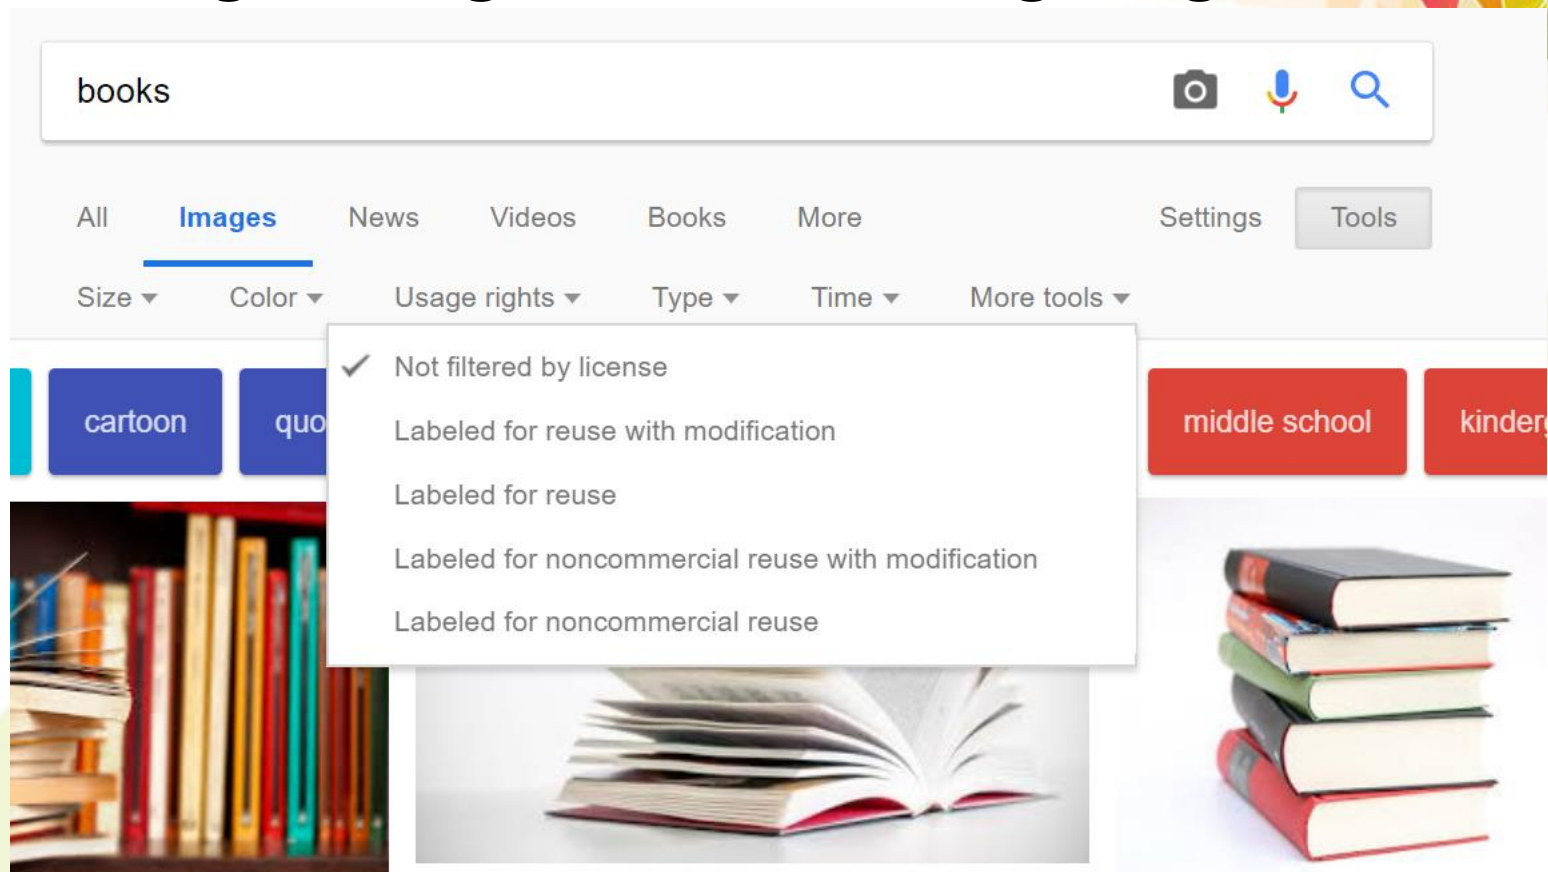 books
All Images News Videos Books More Settings Tools
Size Color Usage rights Type Time More tools
Not filtered by license
Labeled for reuse with modification
Labeled for reuse
Labeled for noncommercial reuse with modification
Labeled for noncommercial reuse
cartoon middle school